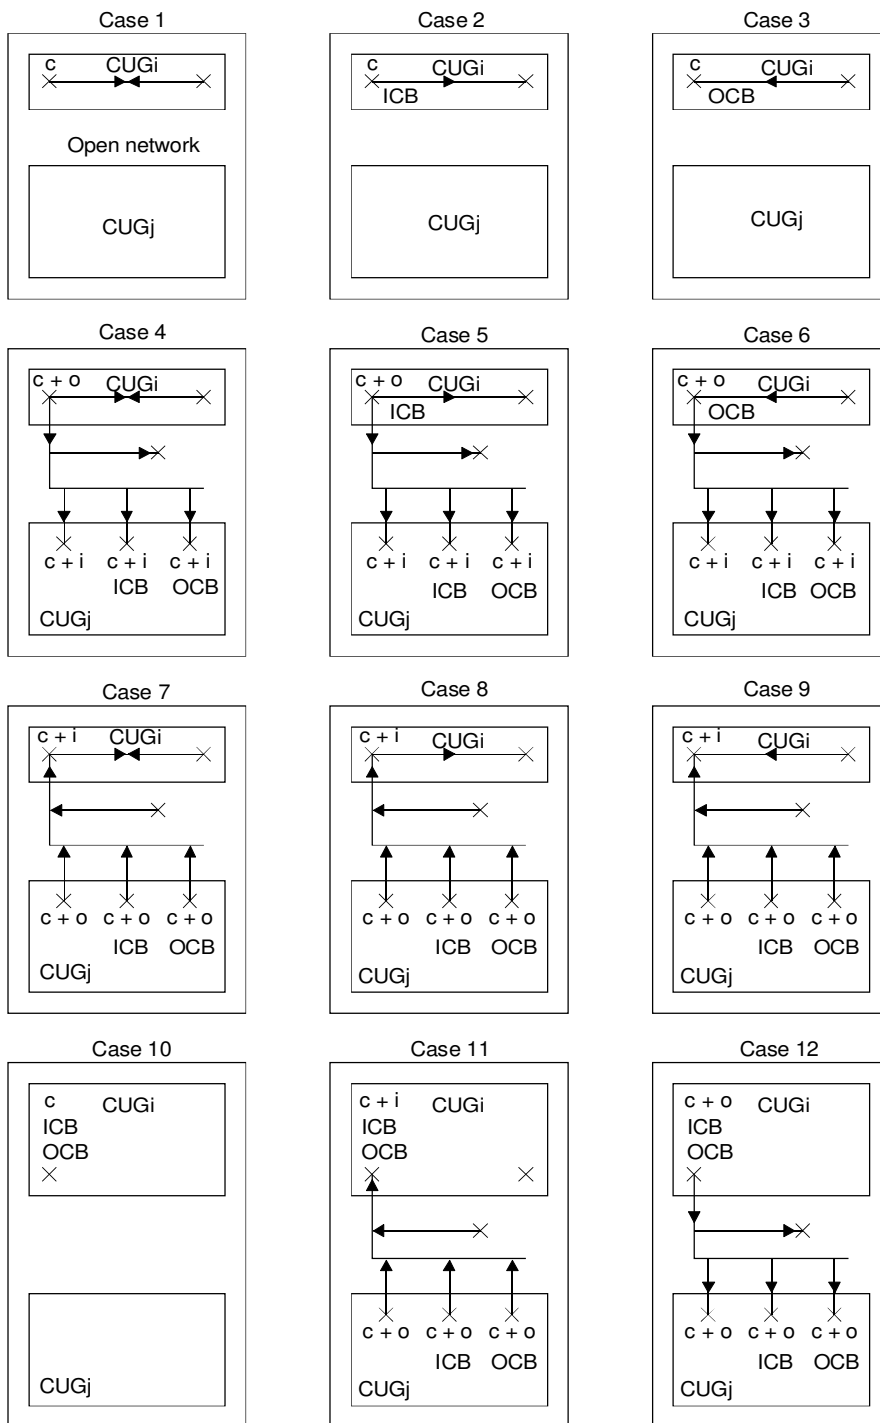 Case 1
c CUGi
Open network
CUGj
Case 2
c CUGi
ICB
CUGj
Case 3
c CUGi
OCB
CUGj
Case 4
c + o CUGi
c + i c + i c + i
ICB OCB
CUGj
Case 5
c + o CUGi
ICB
c + i c + i c + i
ICB OCB
CUGj
Case 6
c + o CUGi
OCB
c + i c + i c + i
ICB OCB
CUGj
Case 7
c + i CUGi
c + o c + o c + o
ICB OCB
CUGj
Case 8
c + i CUGi
c + o c + o c + o
ICB OCB
CUGj
Case 9
c + i CUGi
c + o c + o c + o
ICB OCB
CUGj
Case 10
c CUGi
ICB
OCB
CUGj
Case 11
c + i CUGi
ICB
OCB
c + o c + o c + o
ICB OCB
CUGj
Case 12
c + o CUGi
ICB
OCB
c + o c + o c + o
ICB OCB
CUGj